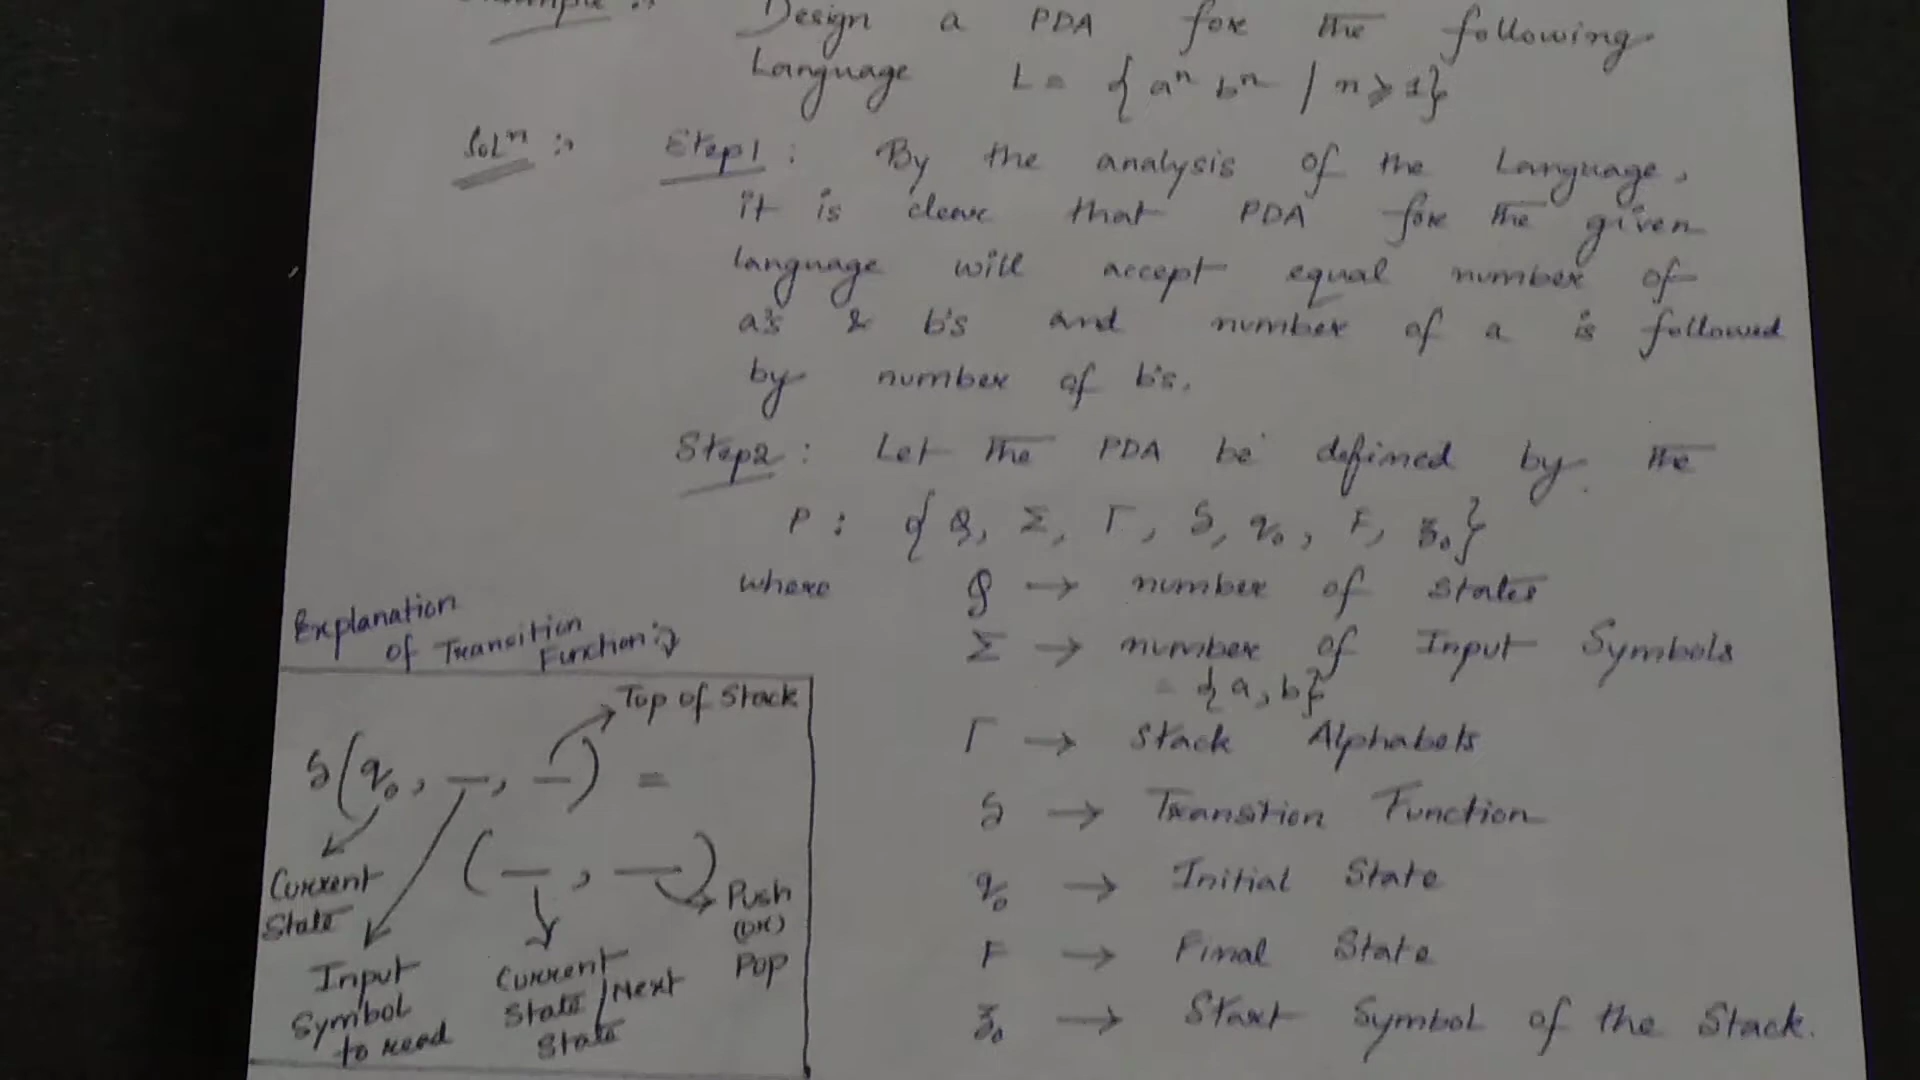 Example :-
Design a PDA for the following
Language L = { aⁿ bⁿ / n ≥ 1}
Solⁿ :- Step1 : By the analysis of the Language,
it is clear that PDA for the given
language will accept equal number of
a's & b's and number of a is followed
by number of b's.
Step2 : Let the PDA be defined by the
P : { Q, Σ, Γ, δ, q₀, F, z₀}
where Q → number of states
Σ → number of Input Symbols
= {a, b}
Γ → Stack Alphabets
δ → Transition Function
q₀ → Initial State
F → Final State
z₀ → Start Symbol of the Stack.
Explanation
of Transition
Function :-
Top of Stack
δ(q₀, —, —) =
(—, —)
Current
State
Input
Symbol
to read
Current
State / Next
State
Push
(or)
Pop